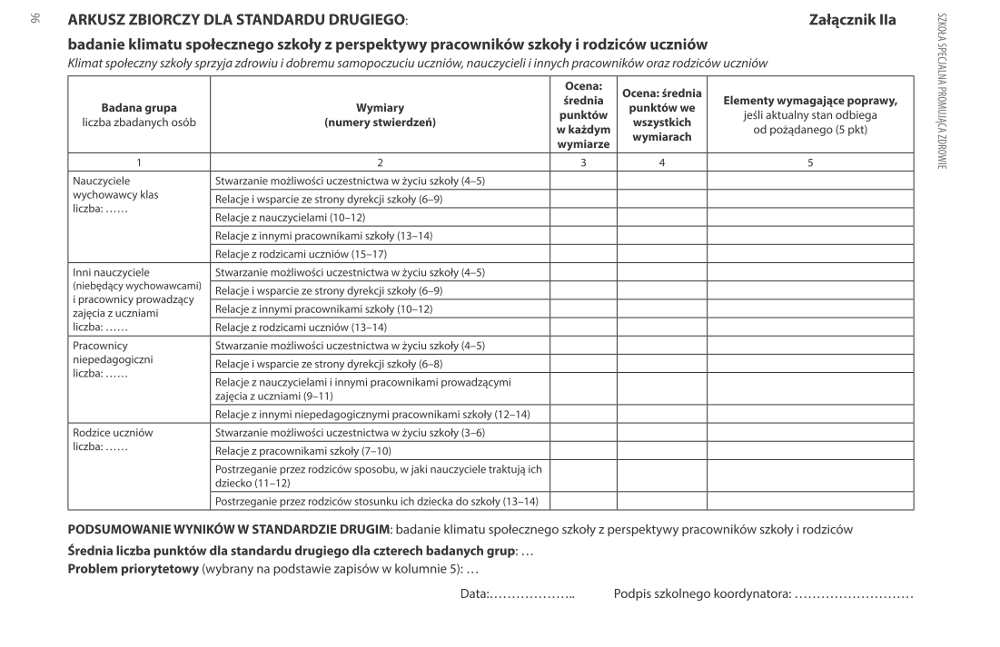 96
ARKUSZ ZBIORCZY DLA STANDARDU DRUGIEGO:
Załącznik IIa
SZKOŁA SPECJALNA PROMUJĄCA ZDROWIE
badanie klimatu społecznego szkoły z perspektywy pracowników szkoły i rodziców uczniów
Klimat społeczny szkoły sprzyja zdrowiu i dobremu samopoczuciu uczniów, nauczycieli i innych pracowników oraz rodziców uczniów
Badana grupa
liczba zbadanych osób
Wymiary
(numery stwierdzeń)
Ocena:
średnia
punktów
w każdym
wymiarze
Ocena: średnia
punktów we
wszystkich
wymiarach
Elementy wymagające poprawy,
jeśli aktualny stan odbiega
od pożądanego (5 pkt)
1
2
3
4
5
Nauczyciele
wychowawcy klas
liczba: ……
Stwarzanie możliwości uczestnictwa w życiu szkoły (4–5)
Relacje i wsparcie ze strony dyrekcji szkoły (6–9)
Relacje z nauczycielami (10–12)
Relacje z innymi pracownikami szkoły (13–14)
Relacje z rodzicami uczniów (15–17)
Inni nauczyciele
(niebędący wychowawcami)
i pracownicy prowadzący
zajęcia z uczniami
liczba: ……
Stwarzanie możliwości uczestnictwa w życiu szkoły (4–5)
Relacje i wsparcie ze strony dyrekcji szkoły (6–9)
Relacje z innymi pracownikami szkoły (10–12)
Relacje z rodzicami uczniów (13–14)
Pracownicy
niepedagogiczni
liczba: ……
Stwarzanie możliwości uczestnictwa w życiu szkoły (4–5)
Relacje i wsparcie ze strony dyrekcji szkoły (6–8)
Relacje z nauczycielami i innymi pracownikami prowadzącymi
zajęcia z uczniami (9–11)
Relacje z innymi niepedagogicznymi pracownikami szkoły (12–14)
Rodzice uczniów
liczba: ……
Stwarzanie możliwości uczestnictwa w życiu szkoły (3–6)
Relacje z pracownikami szkoły (7–10)
Postrzeganie przez rodziców sposobu, w jaki nauczyciele traktują ich
dziecko (11–12)
Postrzeganie przez rodziców stosunku ich dziecka do szkoły (13–14)
PODSUMOWANIE WYNIKÓW W STANDARDZIE DRUGIM: badanie klimatu społecznego szkoły z perspektywy pracowników szkoły i rodziców
Średnia liczba punktów dla standardu drugiego dla czterech badanych grup: …
Problem priorytetowy (wybrany na podstawie zapisów w kolumnie 5): …
Data:……………….. Podpis szkolnego koordynatora: ………………………